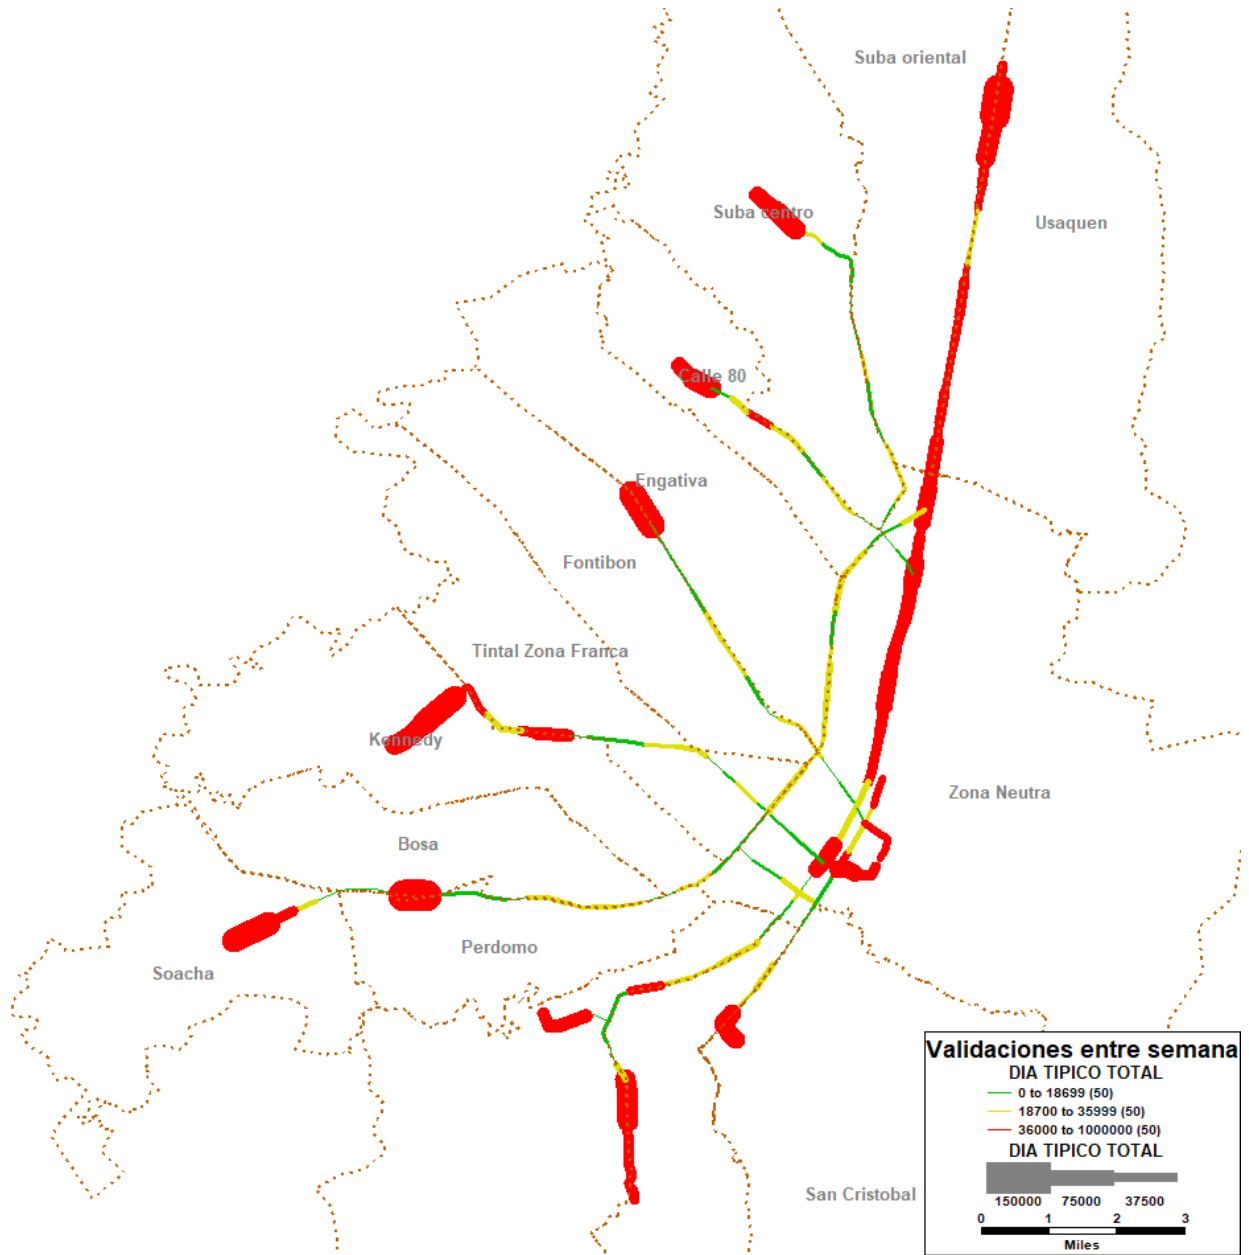 Suba oriental
Suba centro
Usaquen
Calle 80
Engativa
Fontibon
Tintal Zona Franca
Kennedy
Zona Neutra
Bosa
Perdomo
Soacha
San Cristobal
Validaciones entre semana
DIA TIPICO TOTAL
0 to 18699 (50)
18700 to 35999 (50)
36000 to 1000000 (50)
DIA TIPICO TOTAL
150000 75000 37500
0 1 2 3
Miles